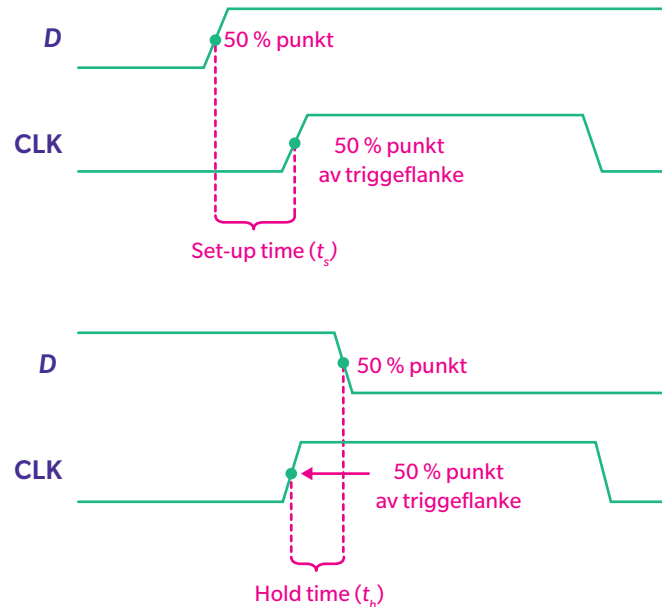 D
50 % punkt
CLK
50 % punkt
av triggeflanke
Set-up time (tₛ)
D
50 % punkt
CLK
50 % punkt
av triggeflanke
Hold time (tₕ)